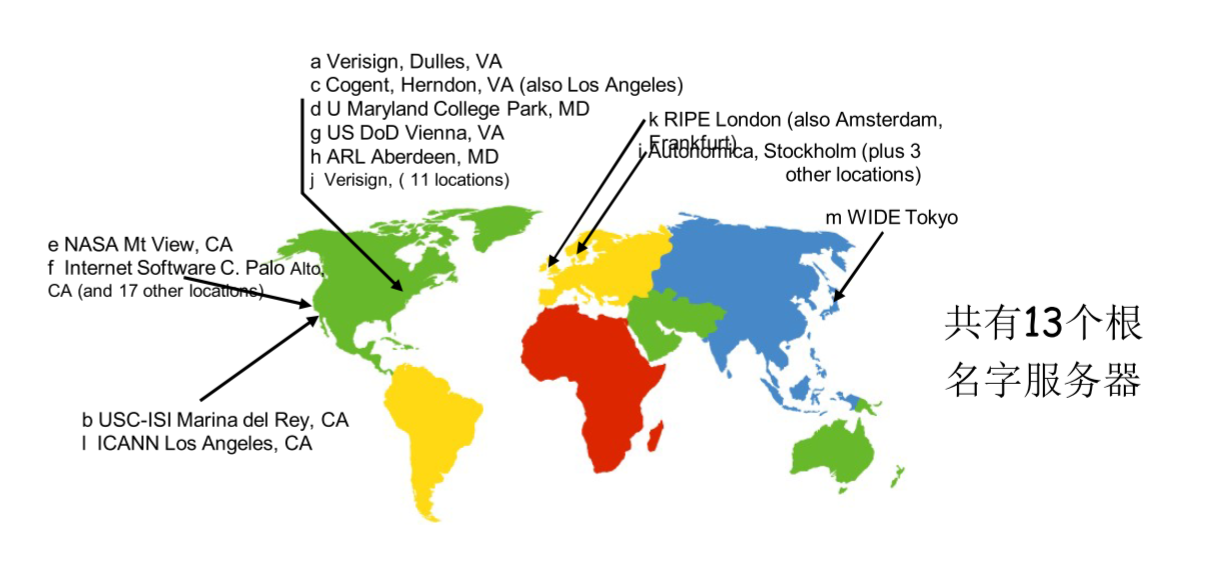 a Verisign, Dulles, VA
c Cogent, Herndon, VA (also Los Angeles)
d U Maryland College Park, MD
g US DoD Vienna, VA
h ARL Aberdeen, MD
j Verisign, ( 11 locations)
k RIPE London (also Amsterdam,
Frankfurt)
i Autonomica, Stockholm (plus 3
other locations)
m WIDE Tokyo
e NASA Mt View, CA
f Internet Software C. Palo Alto,
CA (and 17 other locations)
共有13个根
名字服务器
b USC-ISI Marina del Rey, CA
l ICANN Los Angeles, CA